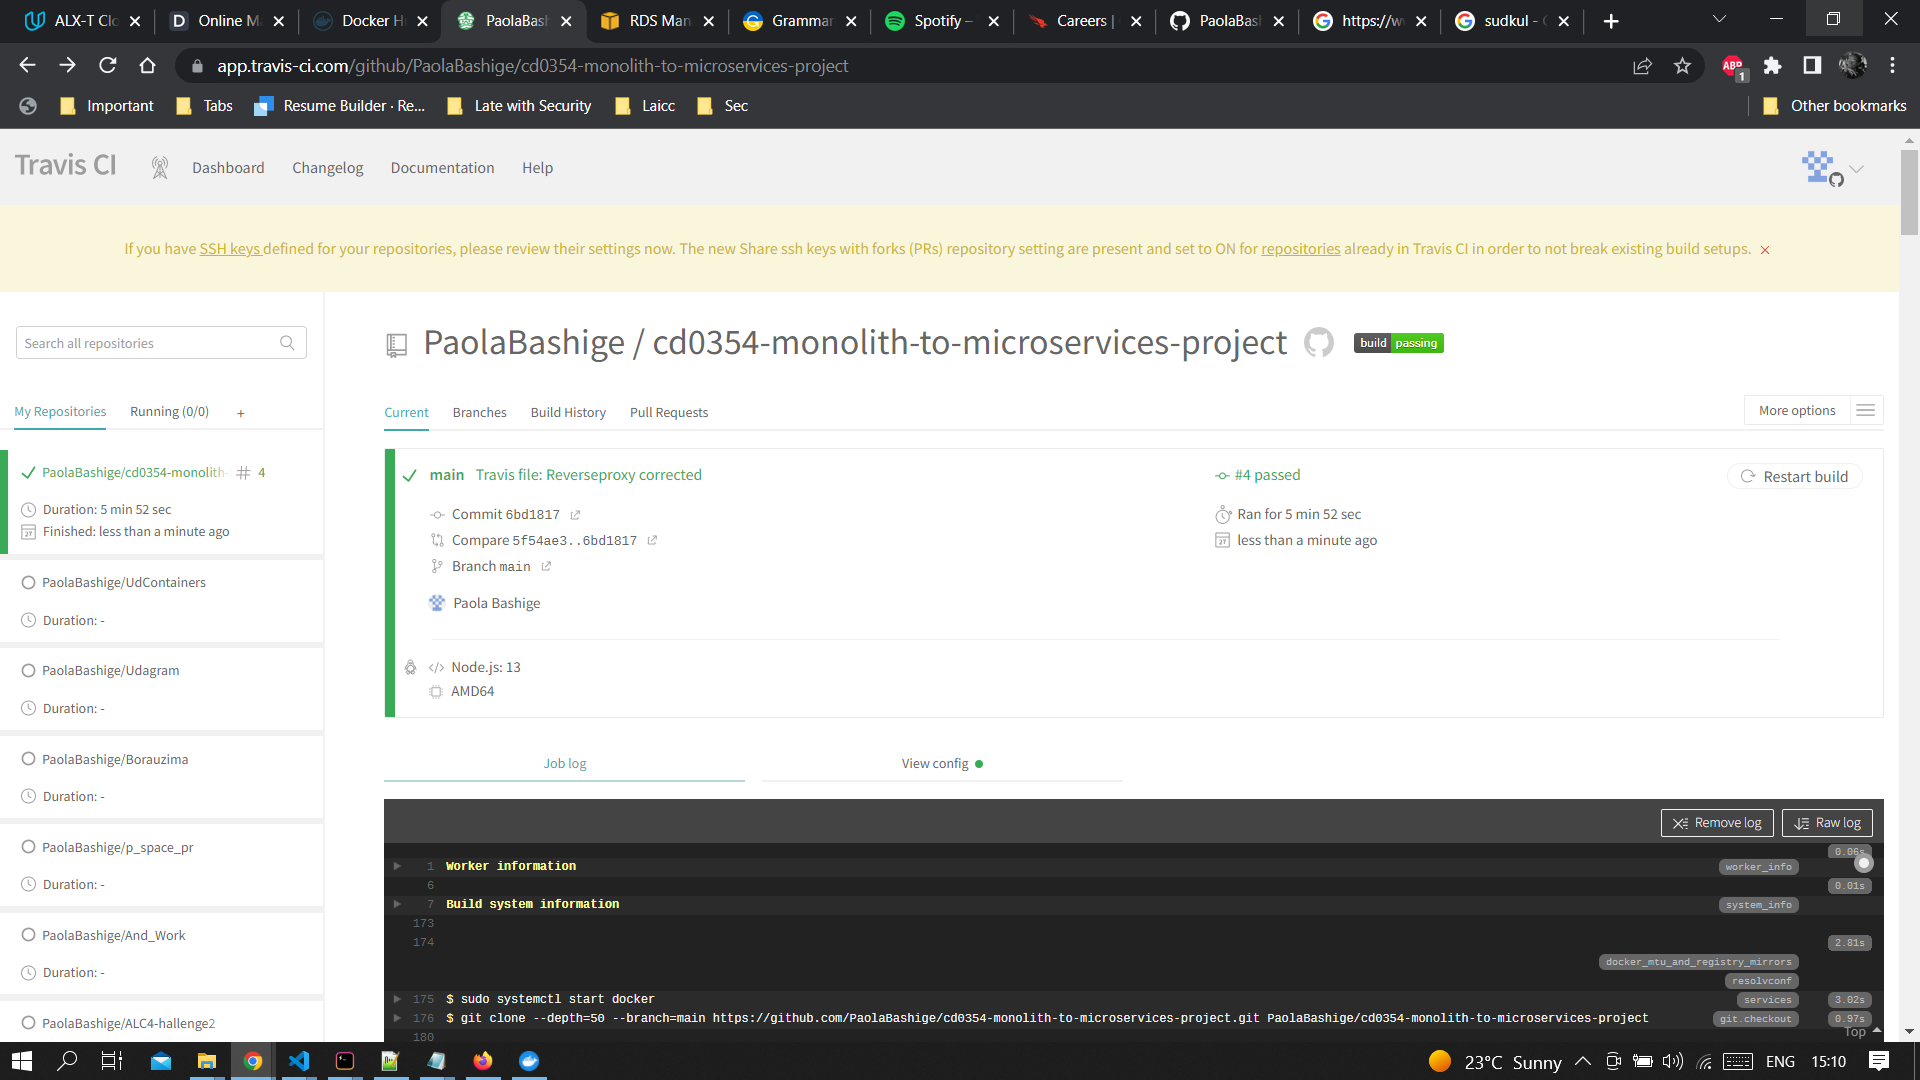 ALX-T Clo
Online M
Docker H
PaolaBash
RDS Man
Grammar
Spotify –
Careers |
PaolaBas
https://w
sudkul - G
app.travis-ci.com/github/PaolaBashige/cd0354-monolith-to-microservices-project
ABP
1
Important
Tabs
Resume Builder · Re...
Late with Security
Laicc
Sec
Other bookmarks
Travis CI
Dashboard
Changelog
Documentation
Help
If you have SSH keys defined for your repositories, please review their settings now. The new Share ssh keys with forks (PRs) repository setting are present and set to ON for repositories already in Travis CI in order to not break existing build setups.
Search all repositories
PaolaBashige / cd0354-monolith-to-microservices-project
build passing
My Repositories
Running (0/0)
+
Current
Branches
Build History
Pull Requests
More options
PaolaBashige/cd0354-monolith- # 4
Duration: 5 min 52 sec
Finished: less than a minute ago
PaolaBashige/UdContainers
Duration: -
PaolaBashige/Udagram
Duration: -
PaolaBashige/Borauzima
Duration: -
PaolaBashige/p_space_pr
Duration: -
PaolaBashige/And_Work
Duration: -
PaolaBashige/ALC4-hallenge2
main Travis file: Reverseproxy corrected
Commit 6bd1817
Compare 5f54ae3..6bd1817
Branch main
Paola Bashige
#4 passed
Ran for 5 min 52 sec
27 less than a minute ago
Restart build
</> Node.js: 13
AMD64
Job log
View config
Remove log
Raw log
1 Worker information worker_info 0.06s
6 0.01s
7 Build system information system_info
173
174 2.81s
docker_mtu_and_registry_mirrors
resolvconf
175 $ sudo systemctl start docker services 3.02s
176 $ git clone --depth=50 --branch=main https://github.com/PaolaBashige/cd0354-monolith-to-microservices-project.git PaolaBashige/cd0354-monolith-to-microservices-project git.checkout 0.97s
180
Top
23°C Sunny
ENG
15:10